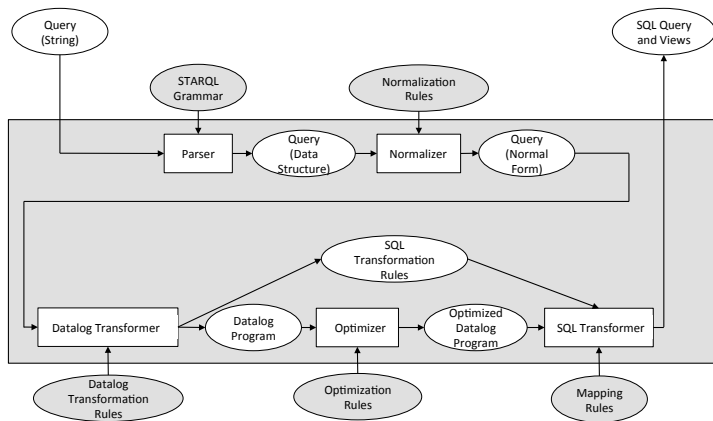 Query
(String)
SQL Query
and Views
STARQL
Grammar
Normalization
Rules
Parser
Query
(Data
Structure)
Normalizer
Query
(Normal
Form)
SQL
Transformation
Rules
Datalog Transformer
Datalog
Program
Optimizer
Optimized
Datalog
Program
SQL Transformer
Datalog
Transformation
Rules
Optimization
Rules
Mapping
Rules